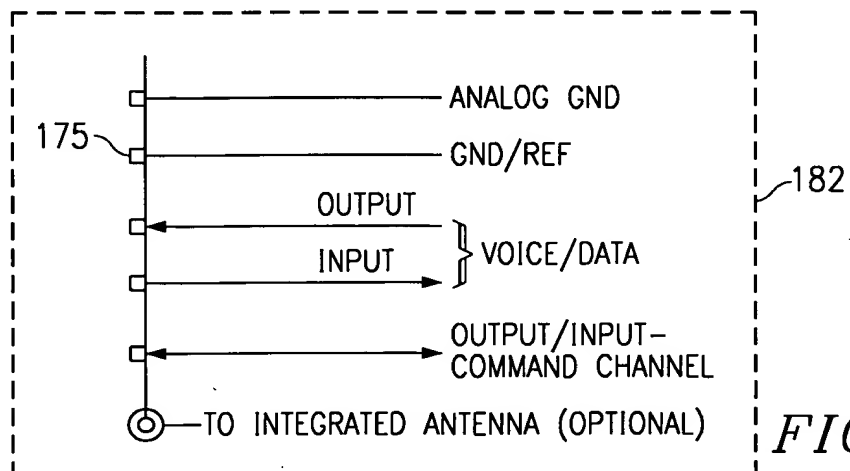 ANALOG GND
175
GND/REF
182
OUTPUT
VOICE/DATA
INPUT
OUTPUT/INPUT-
COMMAND CHANNEL
TO INTEGRATED ANTENNA (OPTIONAL)